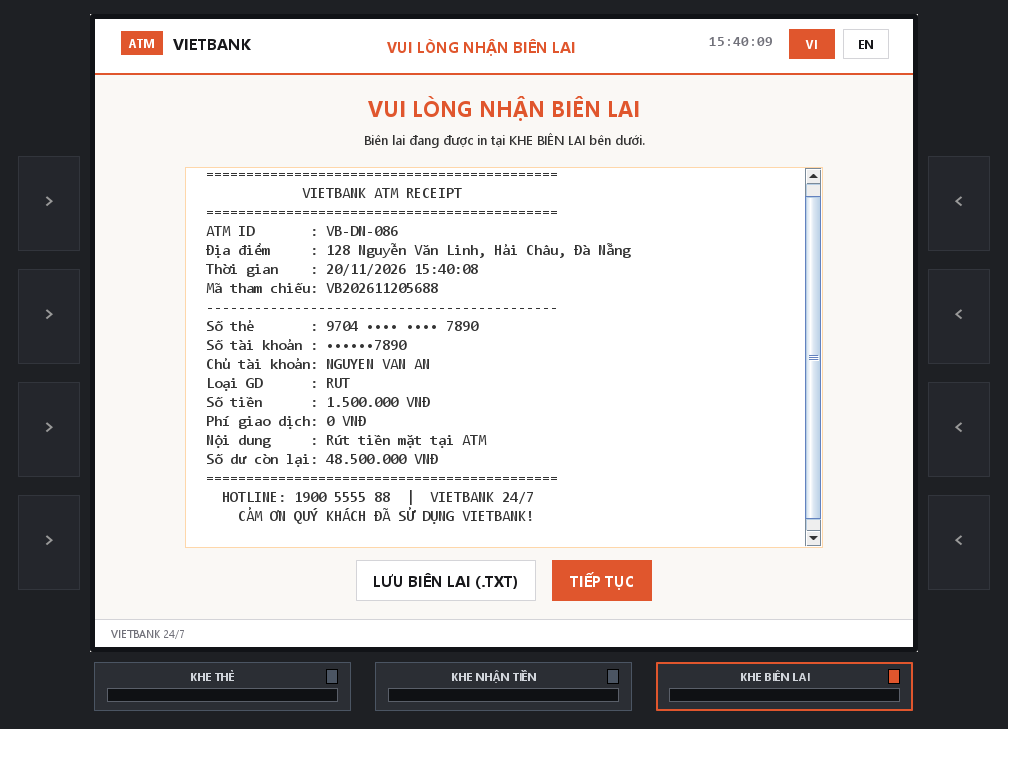 ATM VIETBANK VUI LÒNG NHẬN BIÊN LAI 15:40:09 VI EN
VUI LÒNG NHẬN BIÊN LAI
Biên lai đang được in tại KHE BIÊN LAI bên dưới.
============================================
VIETBANK ATM RECEIPT
============================================
ATM ID : VB-DN-086
Địa điểm : 128 Nguyễn Văn Linh, Hải Châu, Đà Nẵng
Thời gian : 20/11/2026 15:40:08
Mã tham chiếu: VB202611205688
--------------------------------------------
Số thẻ : 9704 •••• •••• 7890
Số tài khoản : ••••••7890
Chủ tài khoản: NGUYEN VAN AN
Loại GD : RUT
Số tiền : 1.500.000 VNĐ
Phí giao dịch: 0 VNĐ
Nội dung : Rút tiền mặt tại ATM
Số dư còn lại: 48.500.000 VNĐ
============================================
HOTLINE: 1900 5555 88 | VIETBANK 24/7
CẢM ƠN QUÝ KHÁCH ĐÃ SỬ DỤNG VIETBANK!
LƯU BIÊN LAI (.TXT) TIẾP TỤC
VIETBANK 24/7
KHE THẺ KHE NHẬN TIỀN KHE BIÊN LAI